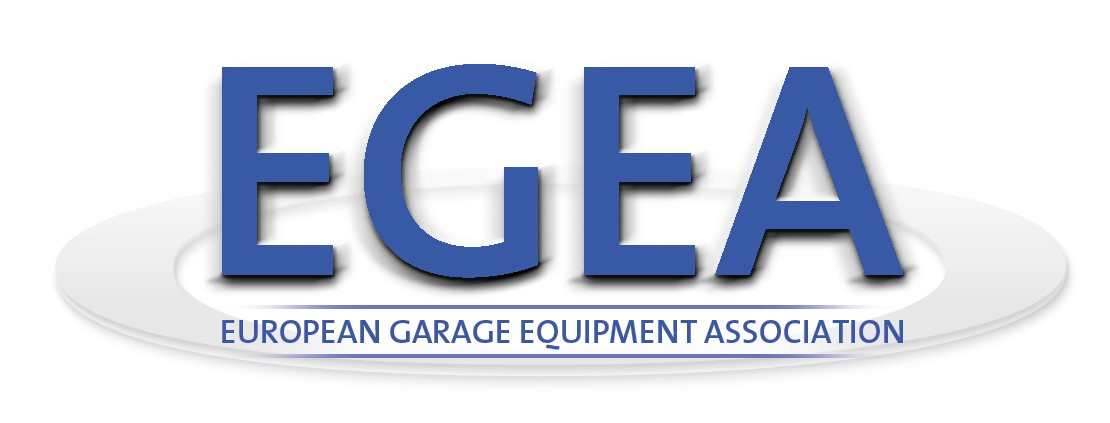 EGEA
EUROPEAN GARAGE EQUIPMENT ASSOCIATION